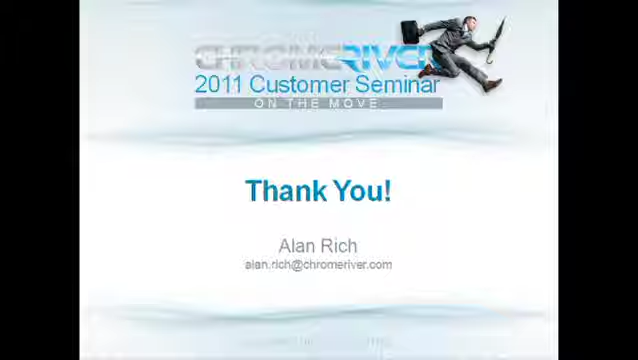 CHROMERIVER
2011 Customer Seminar
ON THE MOVE
Thank You!
Alan Rich
alan.rich@chromeriver.com